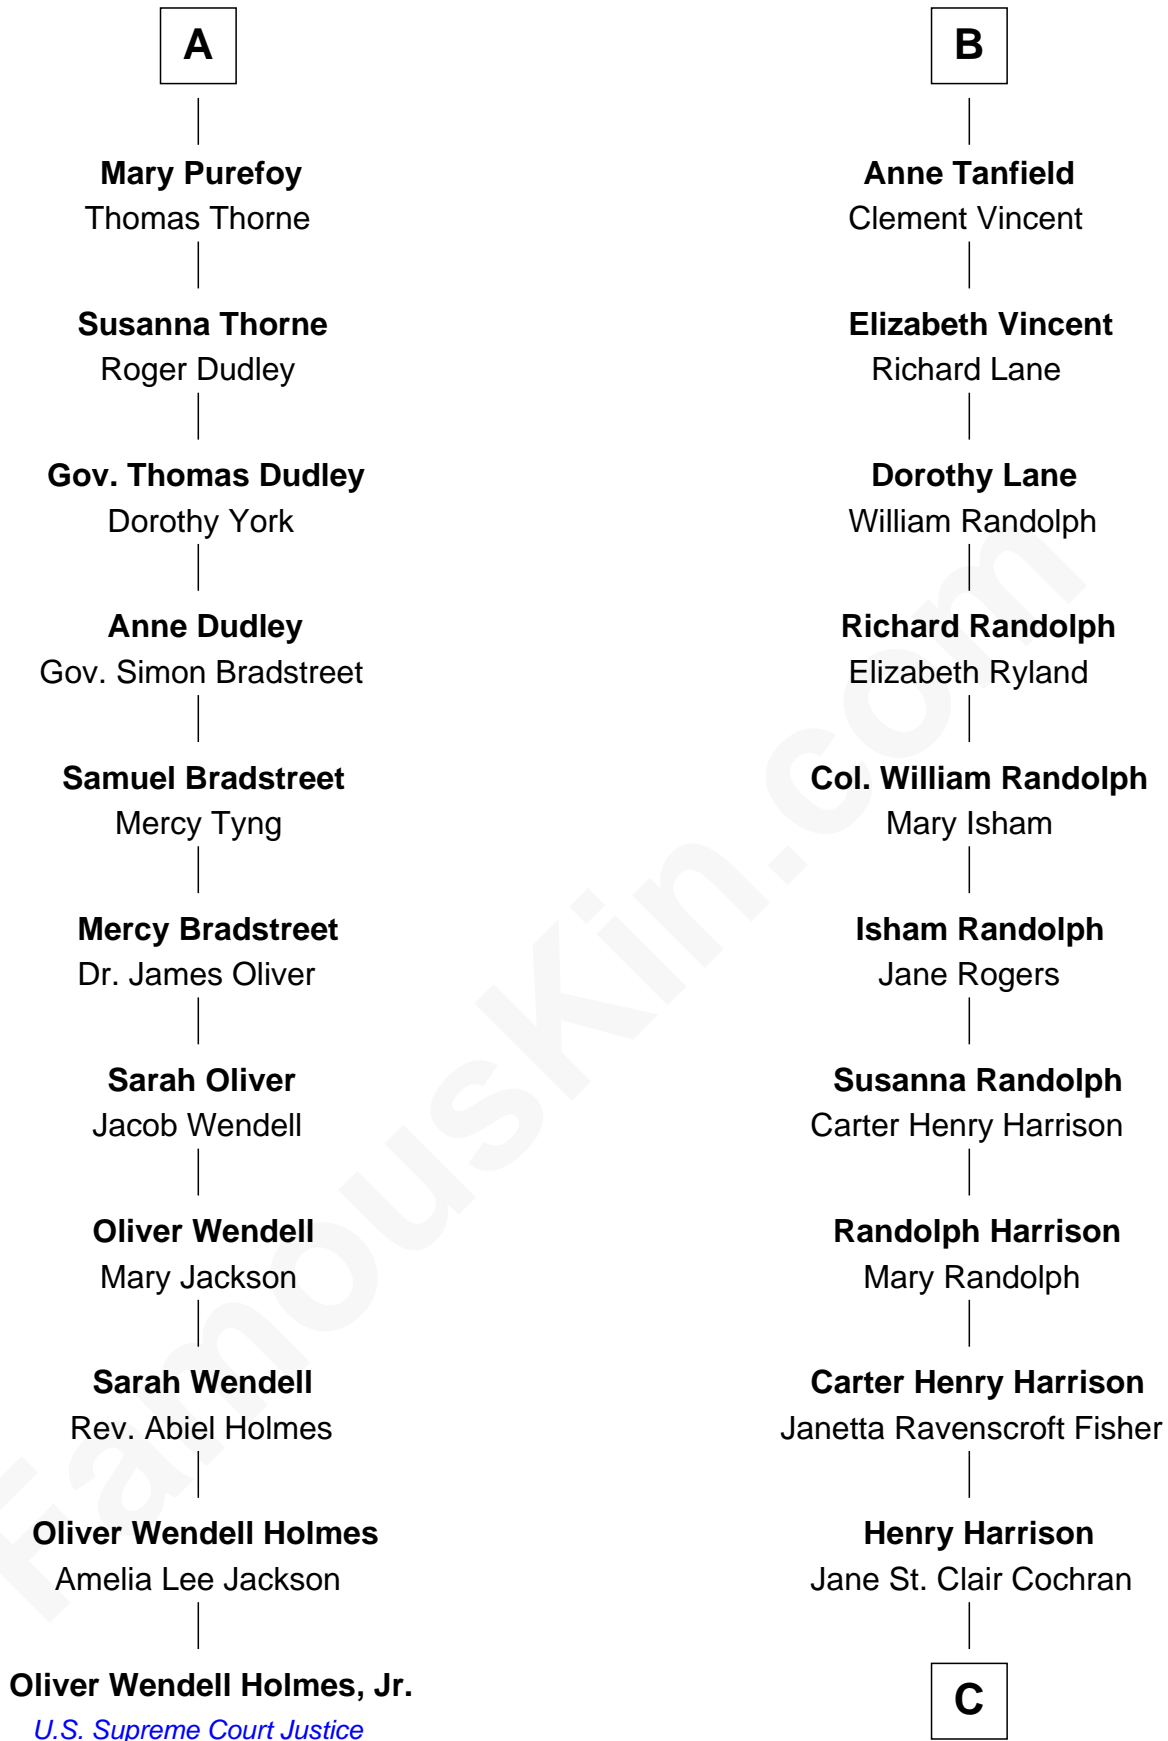 A
Mary Purefoy
Thomas Thorne
Susanna Thorne
Roger Dudley
Gov. Thomas Dudley
Dorothy York
Anne Dudley
Gov. Simon Bradstreet
Samuel Bradstreet
Mercy Tyng
Mercy Bradstreet
Dr. James Oliver
Sarah Oliver
Jacob Wendell
Oliver Wendell
Mary Jackson
Sarah Wendell
Rev. Abiel Holmes
Oliver Wendell Holmes
Amelia Lee Jackson
Oliver Wendell Holmes, Jr.
U.S. Supreme Court Justice
B
Anne Tanfield
Clement Vincent
Elizabeth Vincent
Richard Lane
Dorothy Lane
William Randolph
Richard Randolph
Elizabeth Ryland
Col. William Randolph
Mary Isham
Isham Randolph
Jane Rogers
Susanna Randolph
Carter Henry Harrison
Randolph Harrison
Mary Randolph
Carter Henry Harrison
Janetta Ravenscroft Fisher
Henry Harrison
Jane St. Clair Cochran
C
FamousKin.com